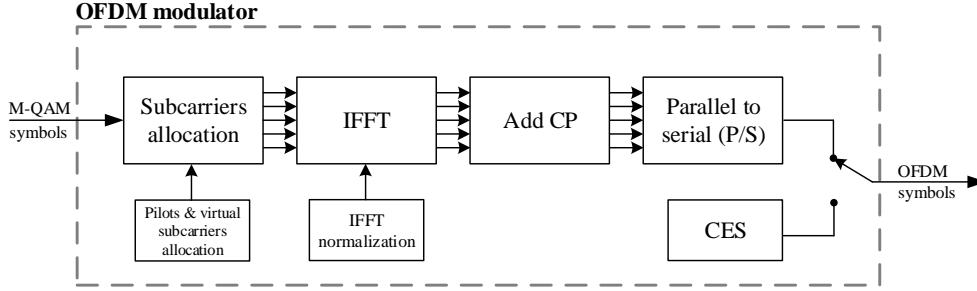 OFDM modulator
M-QAM
symbols
Subcarriers
allocation
IFFT
Add CP
Parallel to
serial (P/S)
OFDM
symbols
Pilots & virtual
subcarriers
allocation
IFFT
normalization
CES